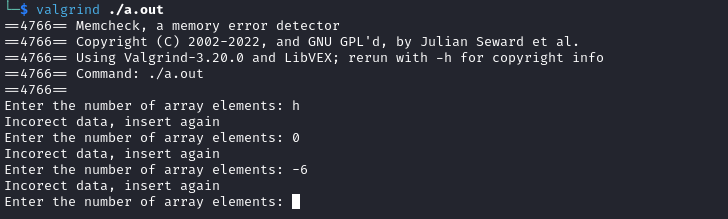 └─$ valgrind ./a.out
==4766== Memcheck, a memory error detector
==4766== Copyright (C) 2002-2022, and GNU GPL'd, by Julian Seward et al.
==4766== Using Valgrind-3.20.0 and LibVEX; rerun with -h for copyright info
==4766== Command: ./a.out
==4766==
Enter the number of array elements: h
Incorect data, insert again
Enter the number of array elements: 0
Incorect data, insert again
Enter the number of array elements: -6
Incorect data, insert again
Enter the number of array elements: